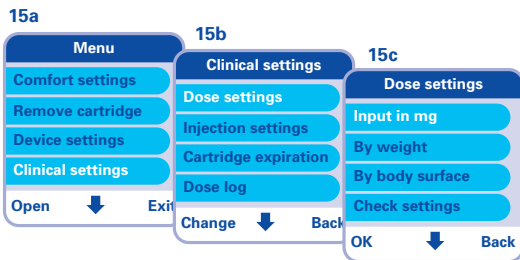 15a
Menu
Comfort settings
Remove cartridge
Device settings
Clinical settings
Open Exit
15b
Clinical settings
Dose settings
Injection settings
Cartridge expiration
Dose log
Change Back
15c
Dose settings
Input in mg
By weight
By body surface
Check settings
OK Back